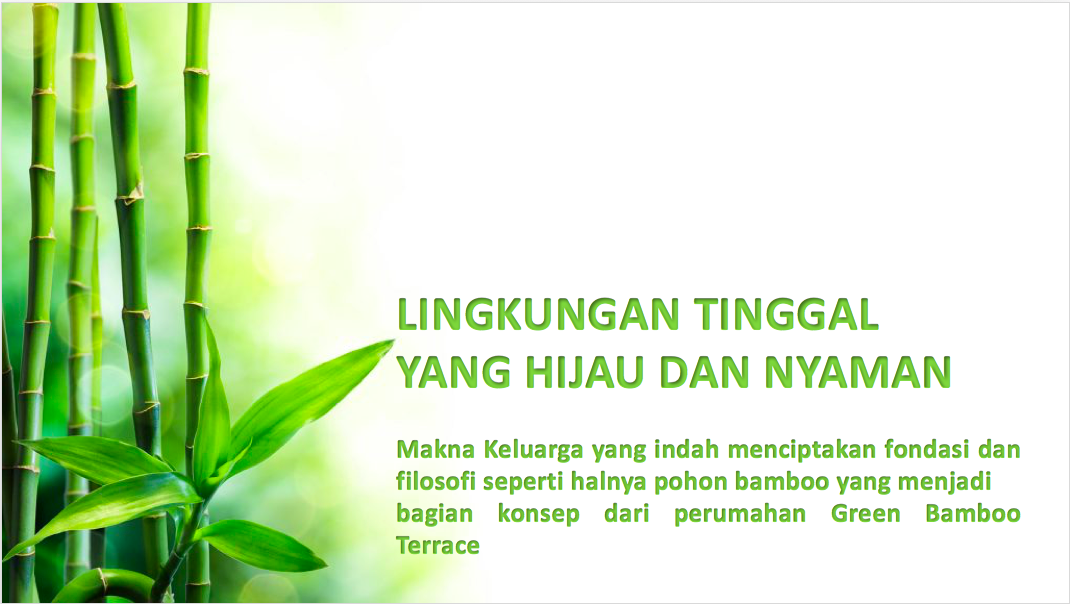 LINGKUNGAN TINGGAL
YANG HIJAU DAN NYAMAN
Makna Keluarga yang indah menciptakan fondasi dan
filosofi seperti halnya pohon bamboo yang menjadi
bagian konsep dari perumahan Green Bamboo
Terrace